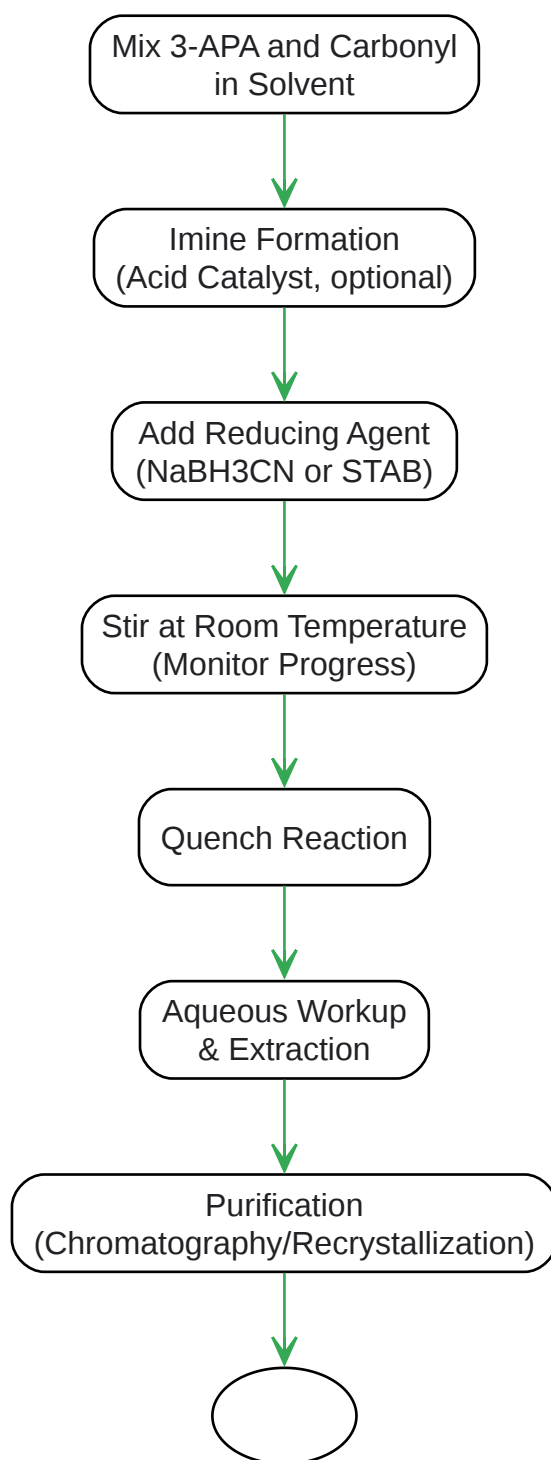 Mix 3-APA and Carbonyl
in Solvent
Imine Formation
(Acid Catalyst, optional)
Add Reducing Agent
(NaBH3CN or STAB)
Stir at Room Temperature
(Monitor Progress)
Quench Reaction
Aqueous Workup
& Extraction
Purification
(Chromatography/Recrystallization)